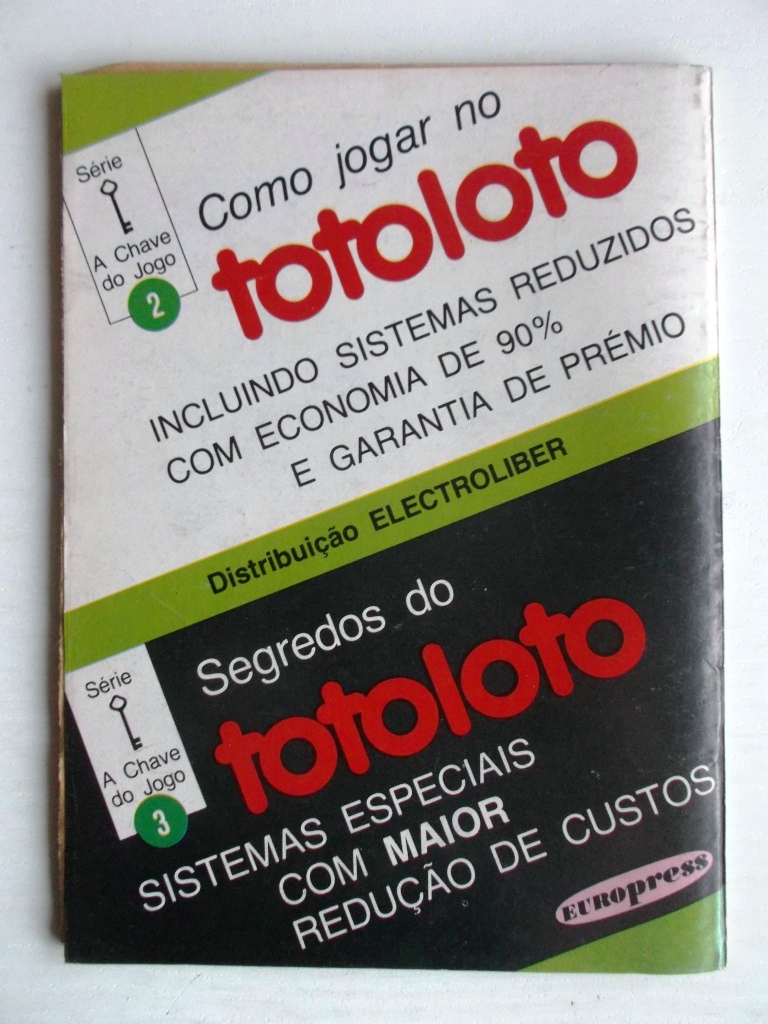 Série
A Chave
do Jogo
2
Como jogar no
totoloto
INCLUINDO SISTEMAS REDUZIDOS
COM ECONOMIA DE 90%
E GARANTIA DE PRÉMIO
Distribuição ELECTROLIBER
Série
A Chave
do Jogo
3
Segredos do
totoloto
SISTEMAS ESPECIAIS
COM MAIOR
REDUÇÃO DE CUSTOS
EUROpress